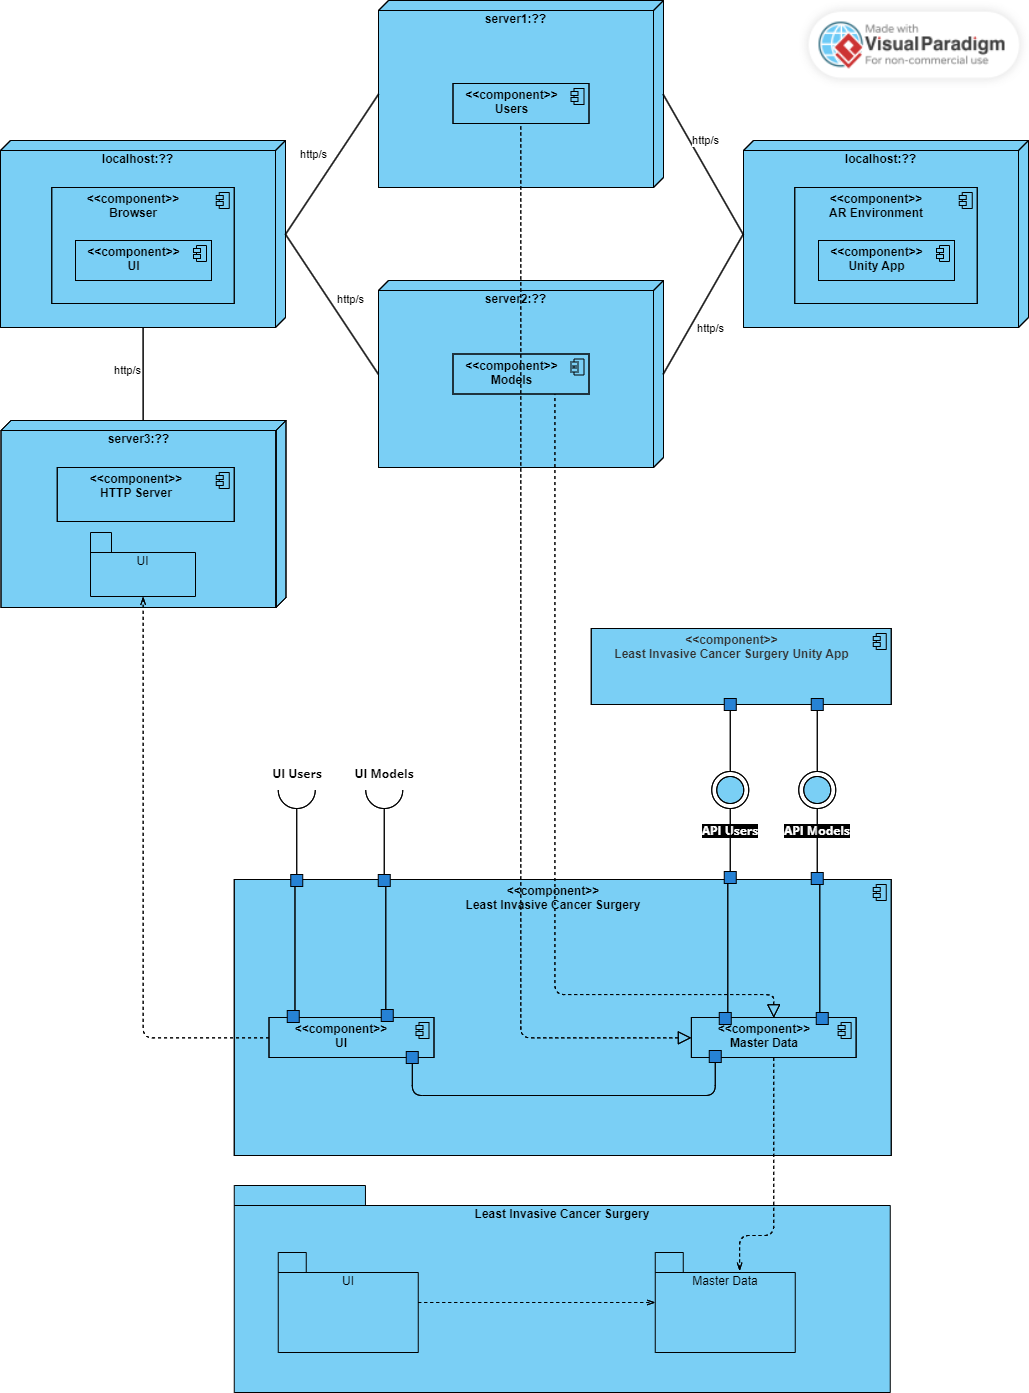 server1:??
Made with
Visual Paradigm
For non-commercial use
<<component>>
Users
http/s
http/s
localhost:??
<<component>>
Browser
<<component>>
UI
localhost:??
<<component>>
AR Environment
<<component>>
Unity App
http/s
server2:??
http/s
<<component>>
Models
http/s
server3:??
<<component>>
HTTP Server
UI
<<component>>
Least Invasive Cancer Surgery Unity App
UI Users
UI Models
API Users
API Models
<<component>>
Least Invasive Cancer Surgery
<<component>>
UI
<<component>>
Master Data
Least Invasive Cancer Surgery
UI
Master Data